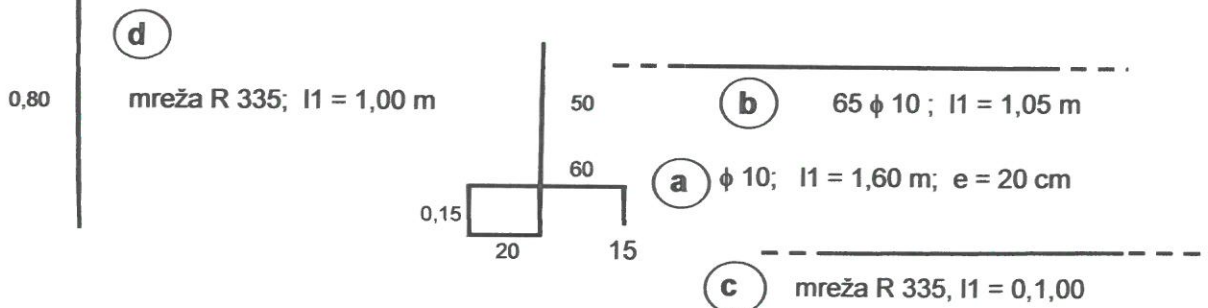 d
0,80 mreža R 335; l1 = 1,00 m
50
b 65 ϕ 10 ; l1 = 1,05 m
60
a ϕ 10; l1 = 1,60 m; e = 20 cm
0,15
20 15
c mreža R 335, l1 = 0,1,00